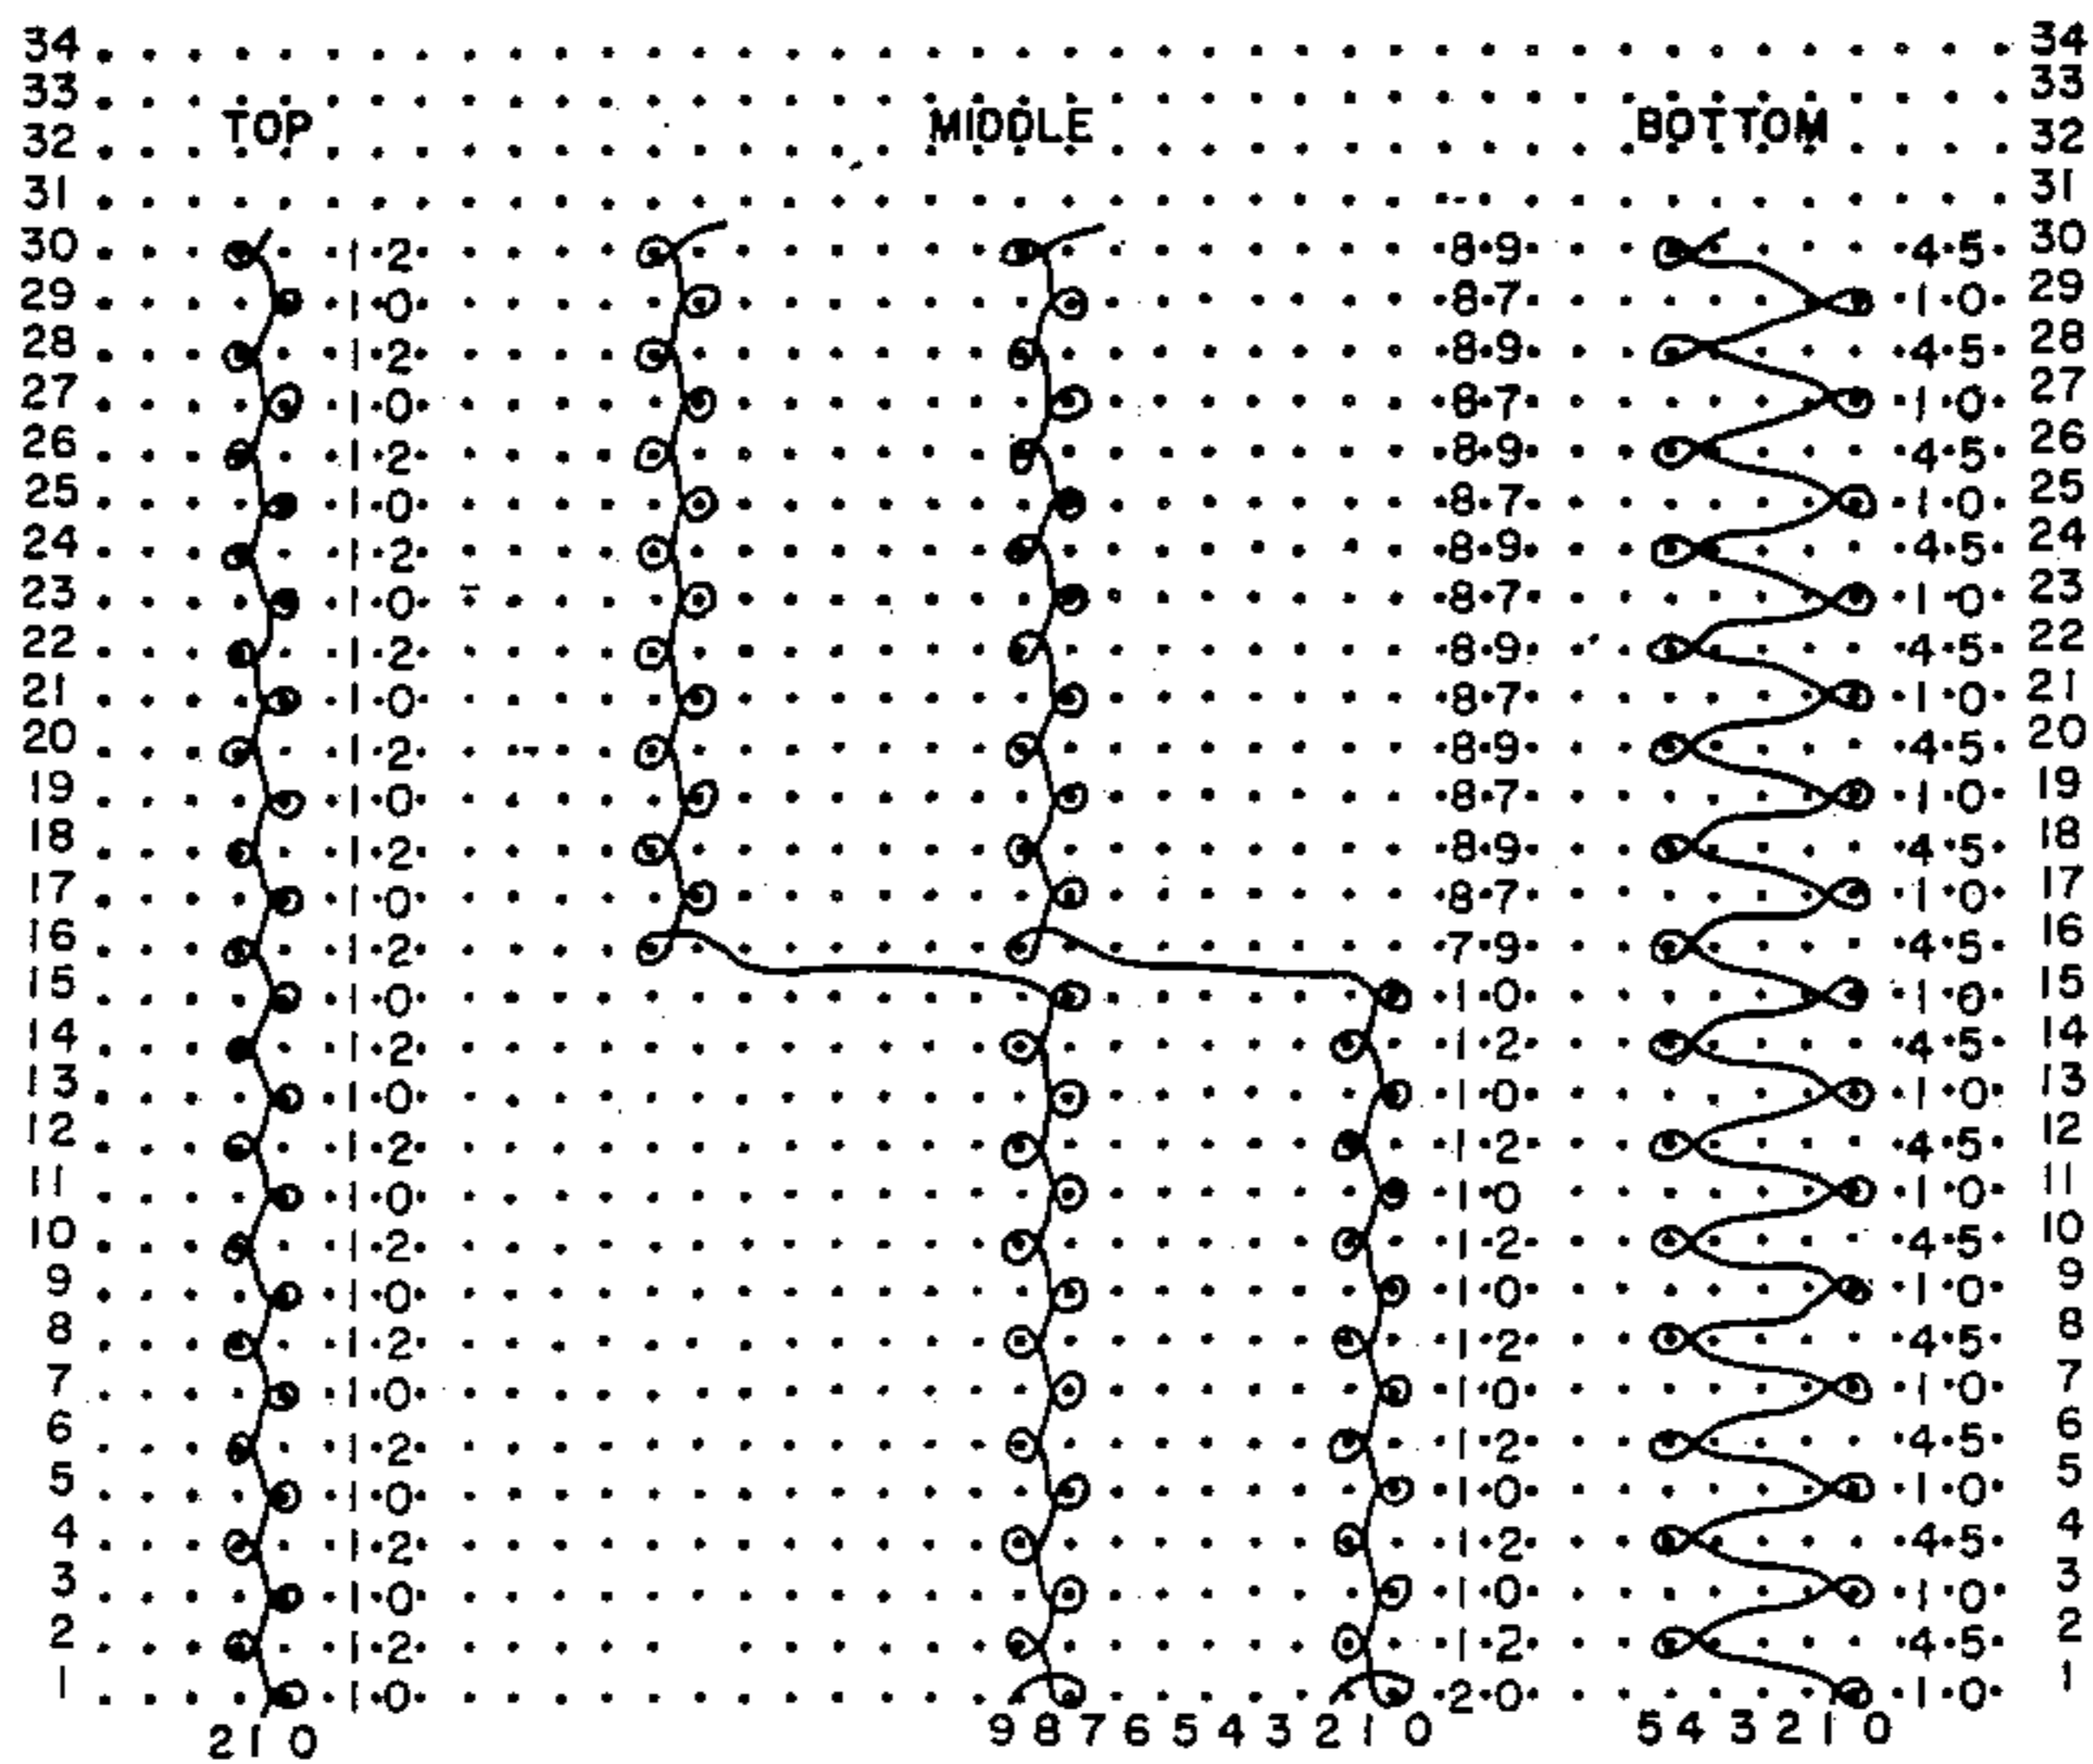 34 34
33 33
TOP MIDDLE BOTTOM
32 32
31 31
30 1·2· ·8·9· ·4·5· 30
29 1·0· ·8·7· ·1·0· 29
28 1·2· ·8·9· ·4·5· 28
27 1·0· ·8·7· ·1·0· 27
26 1·2· ·8·9· ·4·5· 26
25 1·0· ·8·7· ·1·0· 25
24 1·2· ·8·9· ·4·5· 24
23 1·0· ·8·7· ·1·0· 23
22 1·2· ·8·9· ·4·5· 22
21 1·0· ·8·7· ·1·0· 21
20 1·2· ·8·9· ·4·5· 20
19 1·0· ·8·7· ·1·0· 19
18 1·2· ·8·9· ·4·5· 18
17 1·0· ·8·7· ·1·0· 17
16 1·2· ·7·9· ·4·5· 16
15 1·0· ·1·0· ·1·0· 15
14 1·2· ·1·2· ·4·5· 14
13 1·0· ·1·0· ·1·0· 13
12 1·2· ·1·2· ·4·5· 12
11 1·0· ·1·0 ·1·0· 11
10 1·2· ·1·2· ·4·5· 10
9 1·0· ·1·0· ·1·0· 9
8 1·2· ·1·2· ·4·5· 8
7 1·0· ·1·0· ·1·0· 7
6 1·2· ·1·2· ·4·5· 6
5 1·0· ·1·0· ·1·0· 5
4 1·2· ·1·2· ·4·5· 4
3 1·0· ·1·0· ·1·0· 3
2 1·2· ·1·2· ·4·5· 2
1 1·0· ·2·0· ·1·0· 1
2 1 0 9 8 7 6 5 4 3 2 1 0 5 4 3 2 1 0